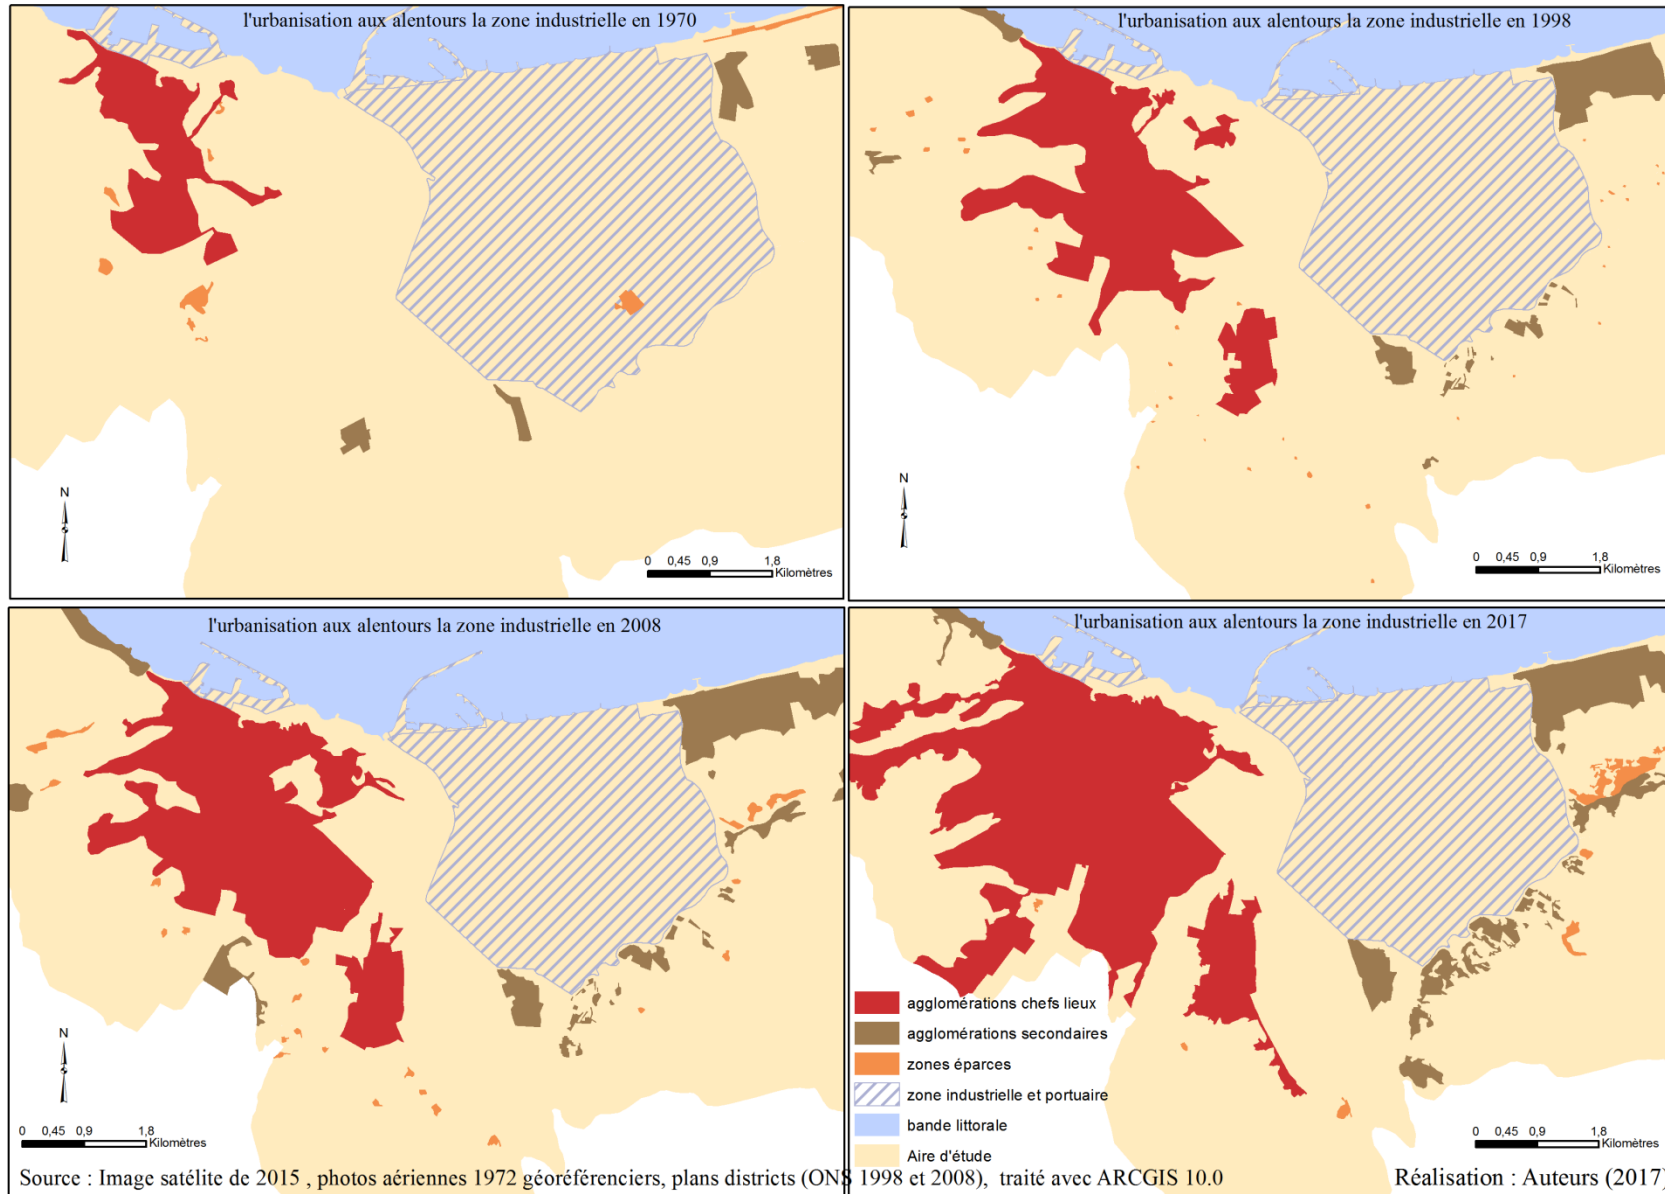 l'urbanisation aux alentours la zone industrielle en 1970
N
0 0,45 0,9 1,8
Kilomètres
l'urbanisation aux alentours la zone industrielle en 1998
N
0 0,45 0,9 1,8
Kilomètres
l'urbanisation aux alentours la zone industrielle en 2008
N
0 0,45 0,9 1,8
Kilomètres
l'urbanisation aux alentours la zone industrielle en 2017
agglomérations chefs lieux
agglomérations secondaires
zones éparces
zone industrielle et portuaire
bande littorale
Aire d'étude
0 0,45 0,9 1,8
Kilomètres
Source : Image satélite de 2015 , photos aériennes 1972 géoréférenciers, plans districts (ONS 1998 et 2008), traité avec ARCGIS 10.0
Réalisation : Auteurs (2017)